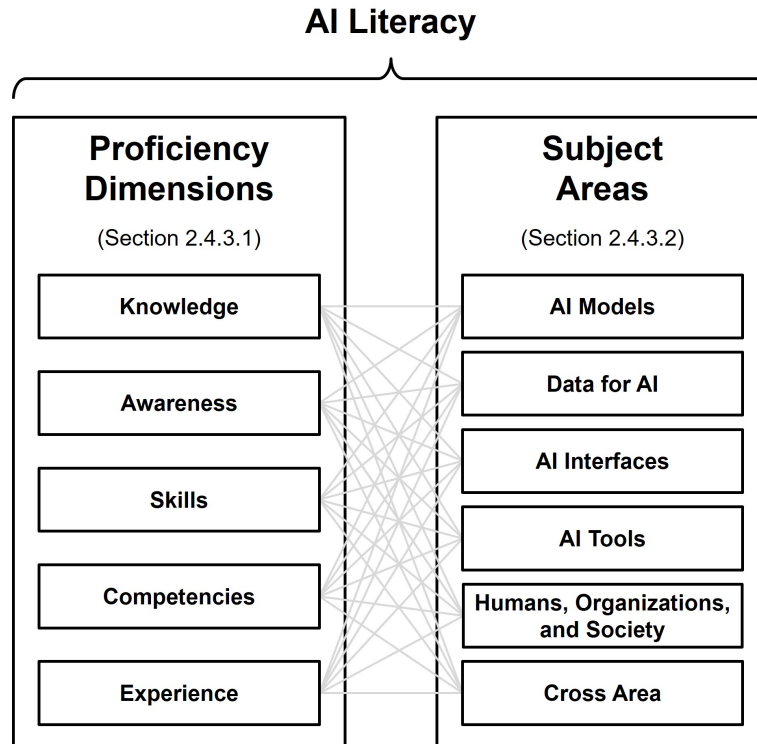 AI Literacy
Proficiency
Dimensions
(Section 2.4.3.1)
Knowledge
Awareness
Skills
Competencies
Experience
Subject
Areas
(Section 2.4.3.2)
AI Models
Data for AI
AI Interfaces
AI Tools
Humans, Organizations,
and Society
Cross Area